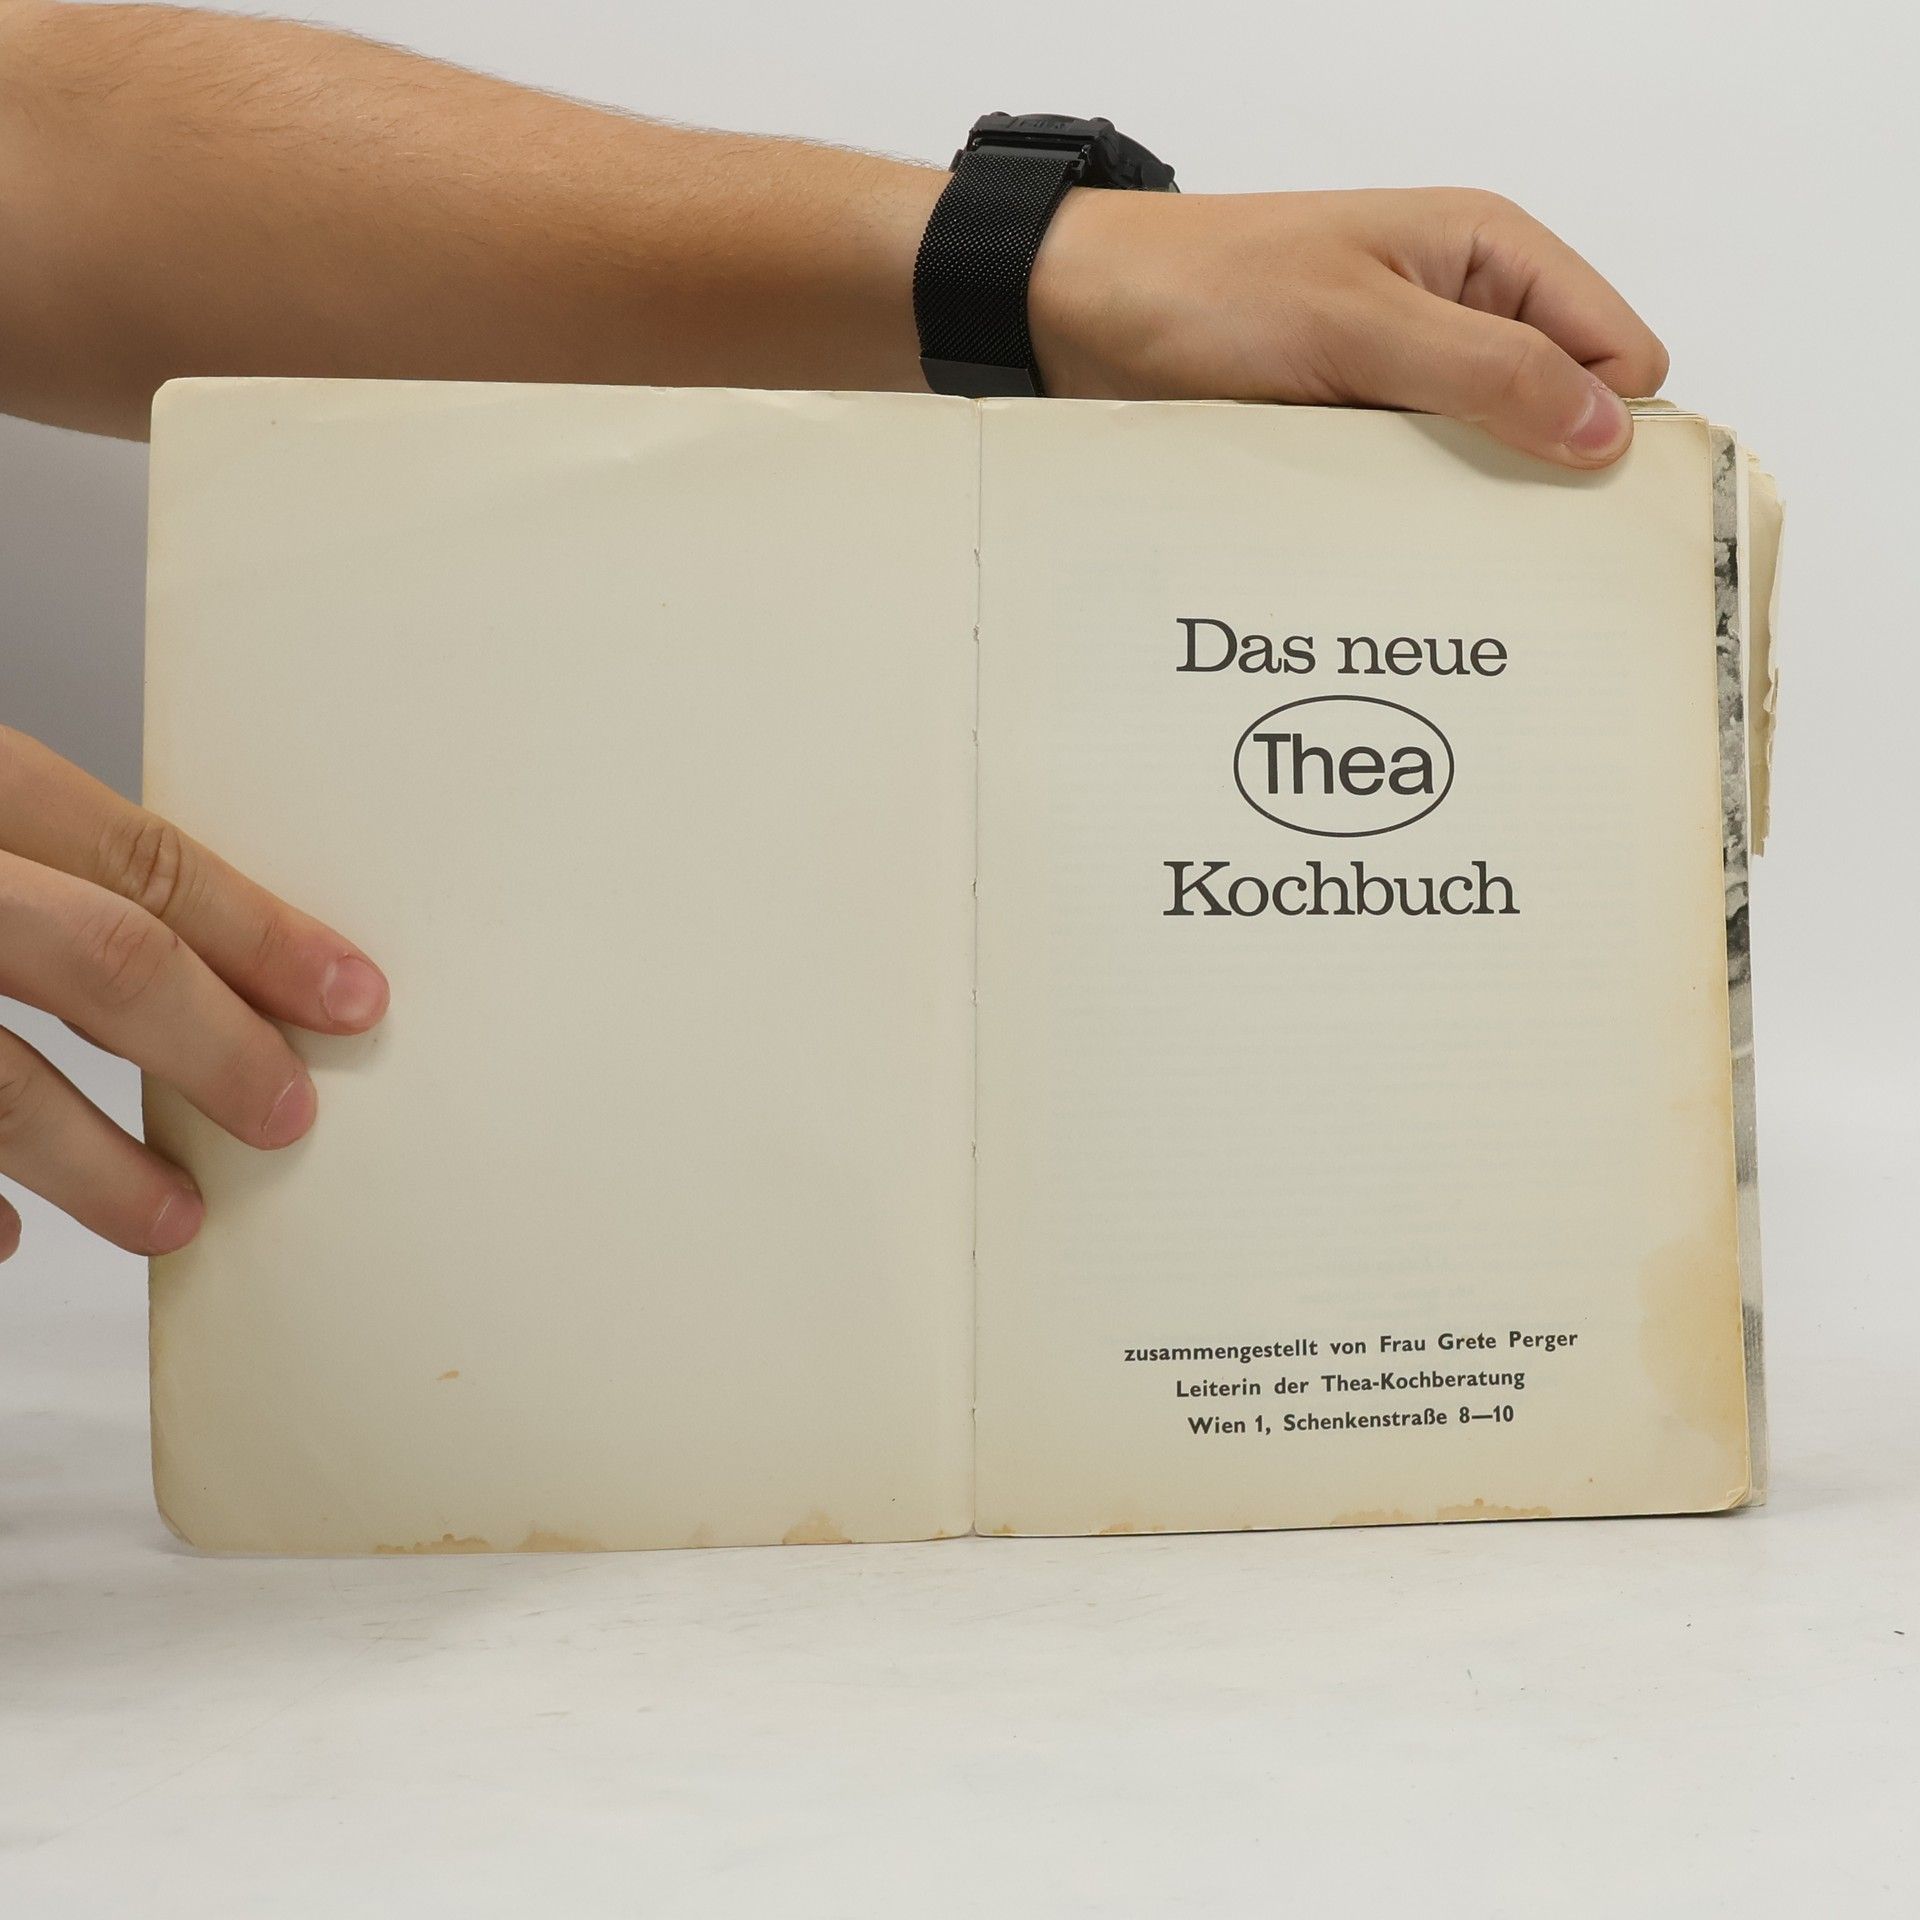 Das neue
Thea
Kochbuch
zusammengestellt von Frau Grete Perger
Leiterin der Thea-Kochberatung
Wien 1, Schenkenstraße 8—10